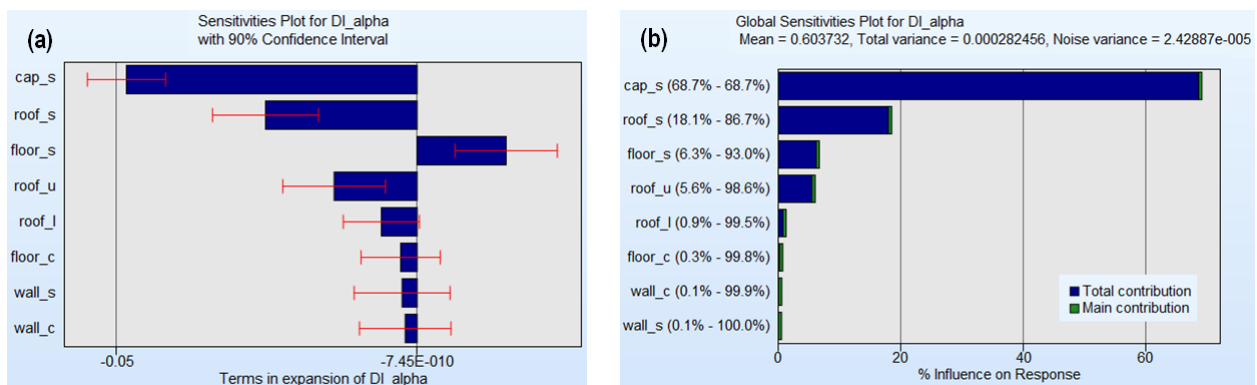 (a)
Sensitivities Plot for DI_alpha
with 90% Confidence Interval
cap_s
roof_s
floor_s
roof_u
roof_l
floor_c
wall_s
wall_c
-0.05
-7.45E-010
Terms in expansion of DI_alpha
(b)
Global Sensitivities Plot for DI_alpha
Mean = 0.603732, Total variance = 0.000282456, Noise variance = 2.42887e-005
cap_s (68.7% - 68.7%)
roof_s (18.1% - 86.7%)
floor_s (6.3% - 93.0%)
roof_u (5.6% - 98.6%)
roof_l (0.9% - 99.5%)
floor_c (0.3% - 99.8%)
wall_c (0.1% - 99.9%)
wall_s (0.1% - 100.0%)
Total contribution
Main contribution
0
20
40
60
% Influence on Response